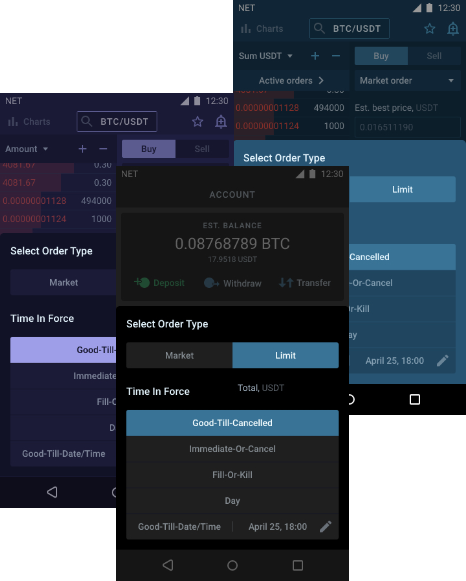 NET 12:30
Charts BTC/USDT
Sum USDT + −
Buy Sell
Active orders
Market order
0.00000001128 494000
Est. best price, USDT
0.00000001124 1000
0.016511190
Select Order Type
Limit
Cancelled
-Or-Cancel
Or-Kill
April 25, 18:00
NET 12:30
Charts BTC/USDT
Amount + −
Buy Sell
4081.67 0.30
4081.67 0.30
0.00000001128 494000
0.00000001124 1000
Select Order Type
Market
Time In Force
Good-Till-
Immediate
Fill-O
D
Good-Till-Date/Time
NET 12:30
ACCOUNT
EST. BALANCE
0.08768789 BTC
17.9518 USDT
Deposit Withdraw Transfer
Select Order Type
Market Limit
Time In Force Total, USDT
Good-Till-Cancelled
Immediate-Or-Cancel
Fill-Or-Kill
Day
Good-Till-Date/Time April 25, 18:00